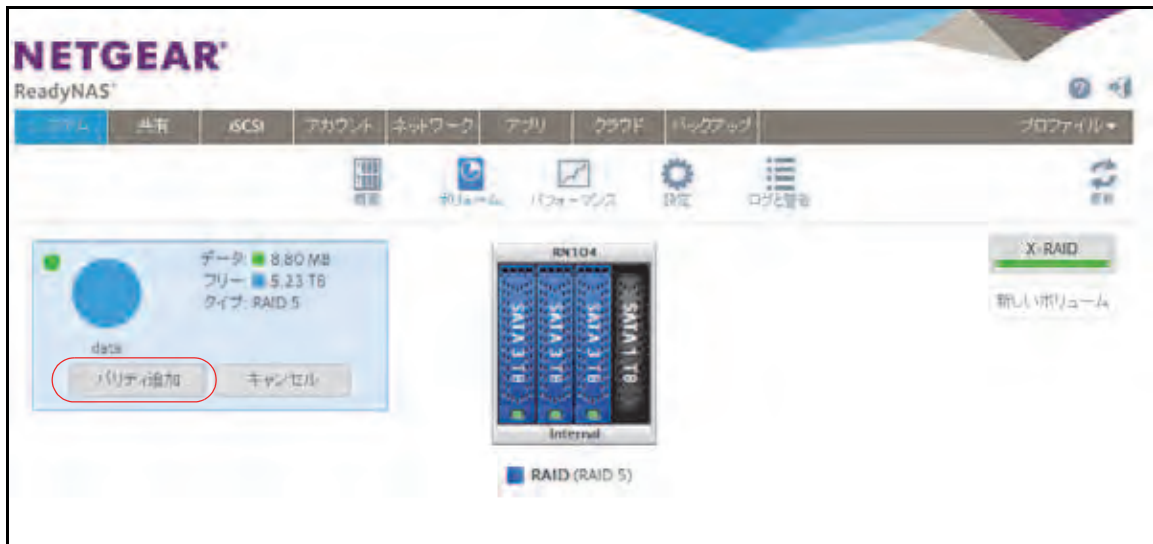 NETGEAR
ReadyNAS
システム 共有 iSCSI アカウント ネットワーク アプリ クラウド バックアップ プロファイル
概要 ボリューム パフォーマンス 設定 ログと警告 更新
データ: 8.80 MB
フリー: 5.23 TB
タイプ: RAID 5
data
パリティ追加 キャンセル
RN104
SATA 3 TB
SATA 3 TB
SATA 3 TB
SATA 1 TB
Internal
RAID (RAID 5)
X-RAID
新しいボリューム